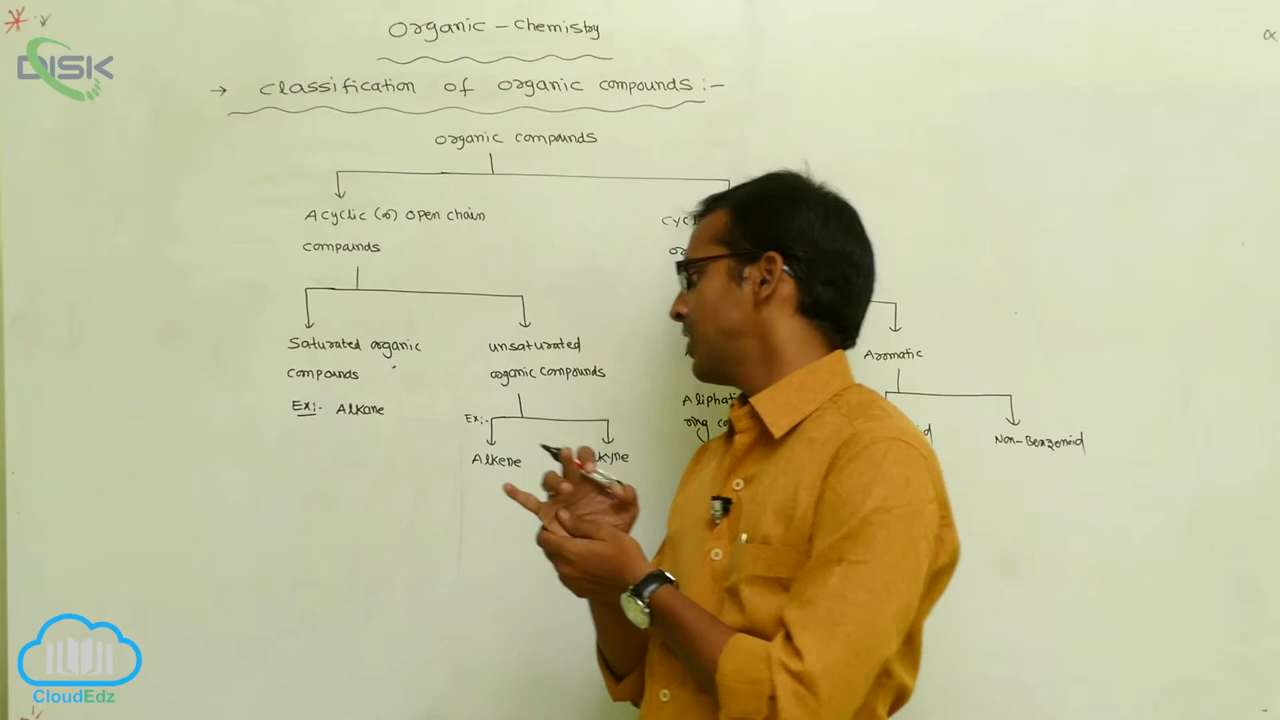 Organic - Chemistry
DISK
→ Classification of organic compounds :-
organic compounds
Acyclic (or) open chain
compounds
Saturated organic
compounds
Ex:- Alkane
unsaturated
organic compounds
Ex:-
Alkene
Aromatic
Non-Benzenoid
CloudEdz